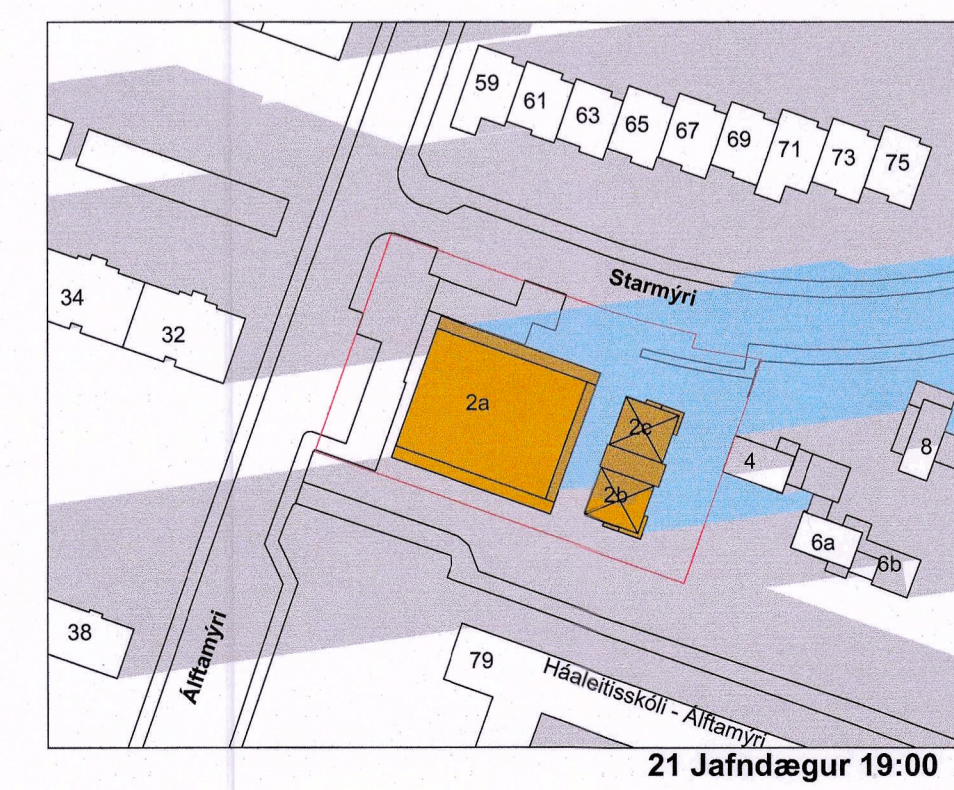 59
61
63
65
67
69
71
73
75
Starmýri
34
32
2a
2c
2b
4
8
6a
6b
38
79
Álftamýri
Háaleitisskóli - Álftamýri
21 Jafndægur 19:00